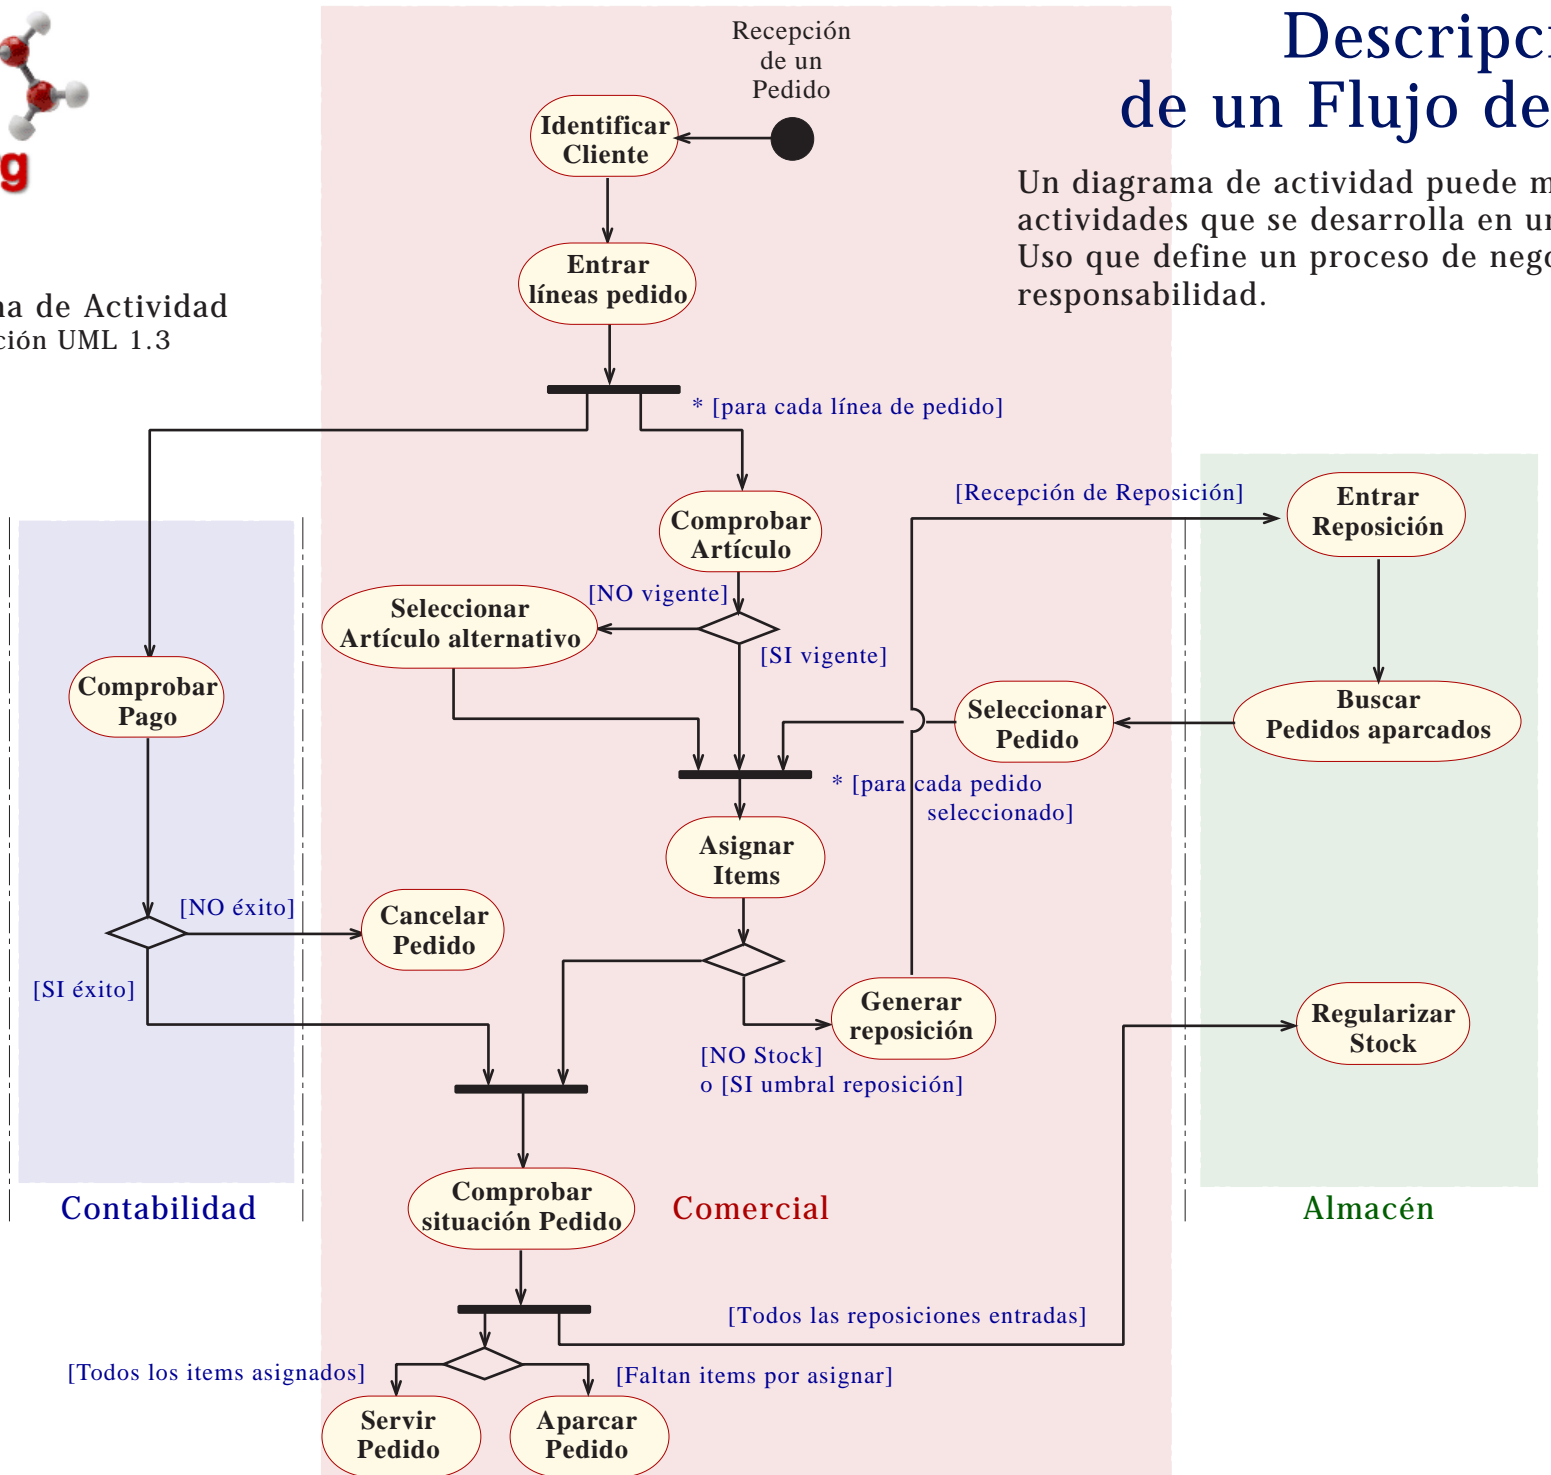 Recepción
de un
Pedido
Descripci
de un Flujo de
g
Un diagrama de actividad puede m
actividades que se desarrolla en un
Uso que define un proceso de nego
responsabilidad.
na de Actividad
ción UML 1.3
Identificar
Cliente
Entrar
líneas pedido
* [para cada línea de pedido]
Comprobar
Artículo
[Recepción de Reposición]
Entrar
Reposición
[NO vigente]
Seleccionar
Artículo alternativo
[SI vigente]
Comprobar
Pago
Seleccionar
Pedido
Buscar
Pedidos aparcados
* [para cada pedido
seleccionado]
Asignar
Items
[NO éxito]
Cancelar
Pedido
[SI éxito]
Generar
reposición
Regularizar
Stock
[NO Stock]
o [SI umbral reposición]
Comprobar
situación Pedido
Contabilidad
Comercial
Almacén
[Todos las reposiciones entradas]
[Todos los items asignados]
[Faltan items por asignar]
Servir
Pedido
Aparcar
Pedido